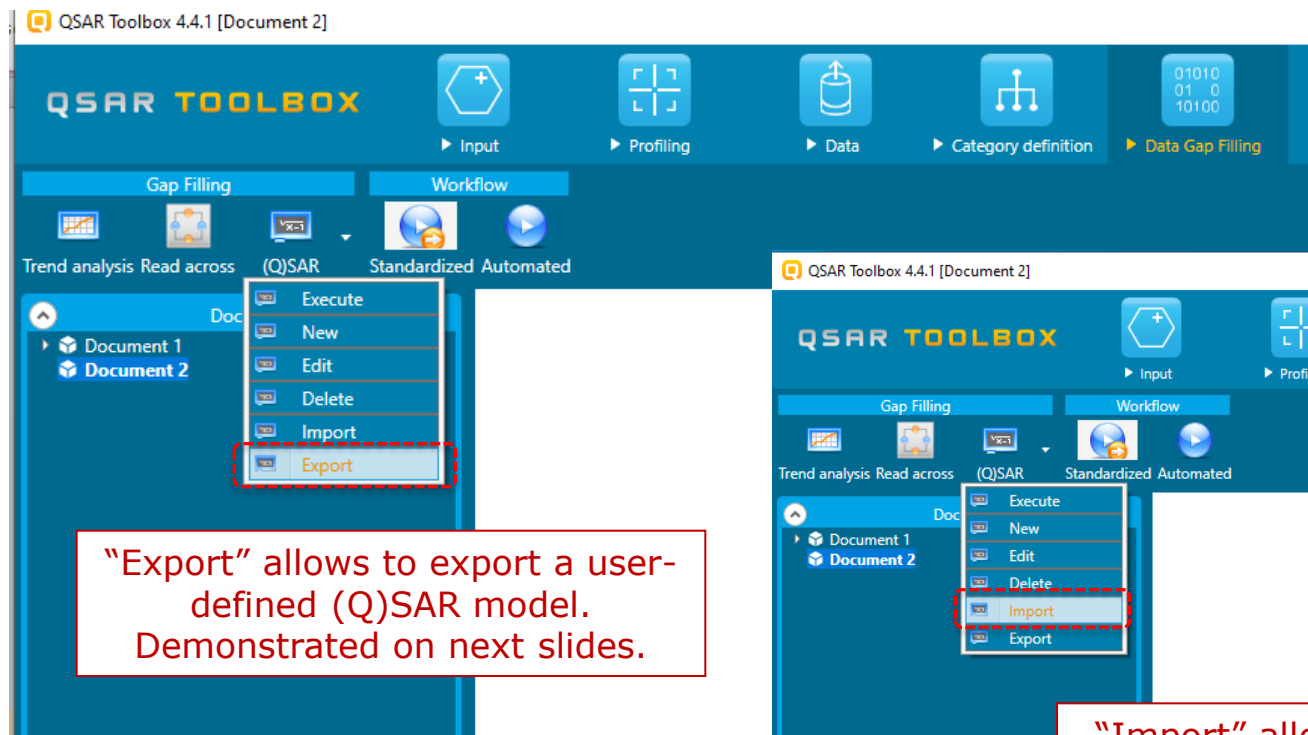 QSAR Toolbox 4.4.1 [Document 2]
QSAR TOOLBOX
01010
01 0
10100
Input
Profiling
Data
Category definition
Data Gap Filling
Gap Filling
Workflow
Trend analysis
Read across
(Q)SAR
Standardized
Automated
Doc
Document 1
Document 2
Execute
New
Edit
Delete
Import
Export
“Export” allows to export a user-
defined (Q)SAR model.
Demonstrated on next slides.
QSAR Toolbox 4.4.1 [Document 2]
QSAR TOOLBOX
Input
Profi
Gap Filling
Workflow
Trend analysis
Read across
(Q)SAR
Standardized
Automated
Doc
Document 1
Document 2
Execute
New
Edit
Delete
Import
Export